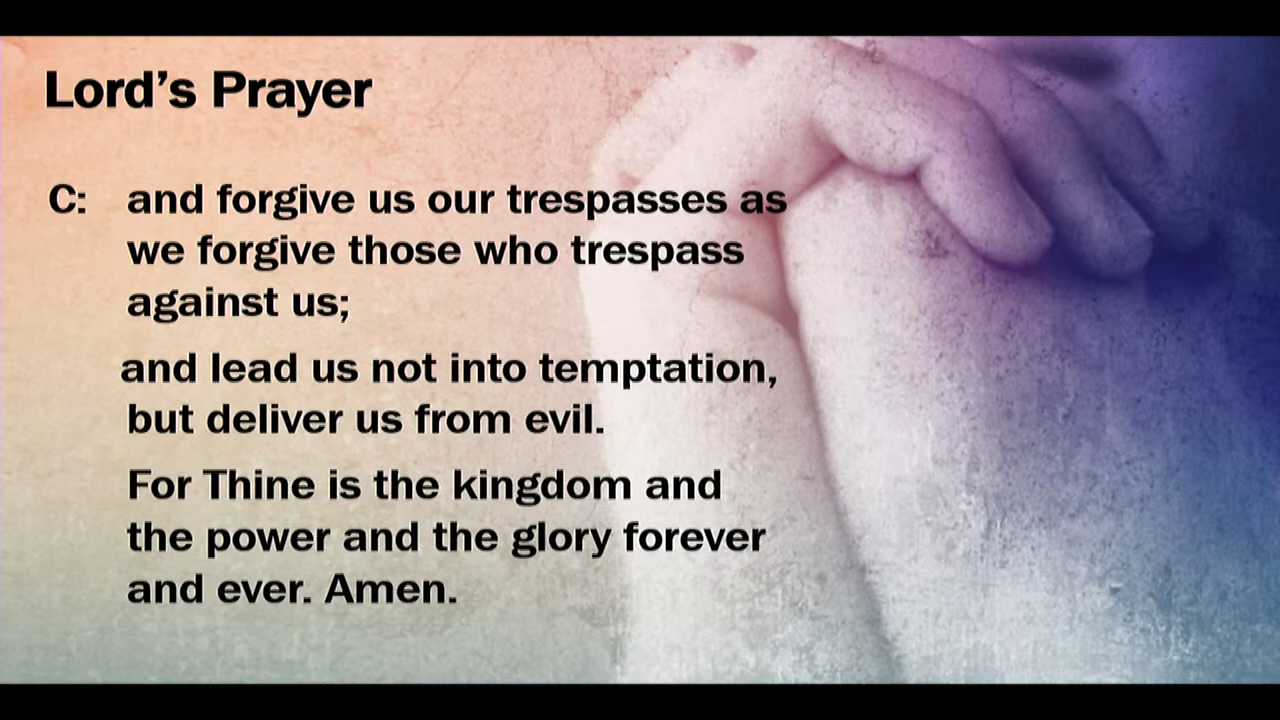 Lord’s Prayer
C: and forgive us our trespasses as
we forgive those who trespass
against us;
and lead us not into temptation,
but deliver us from evil.
For Thine is the kingdom and
the power and the glory forever
and ever. Amen.